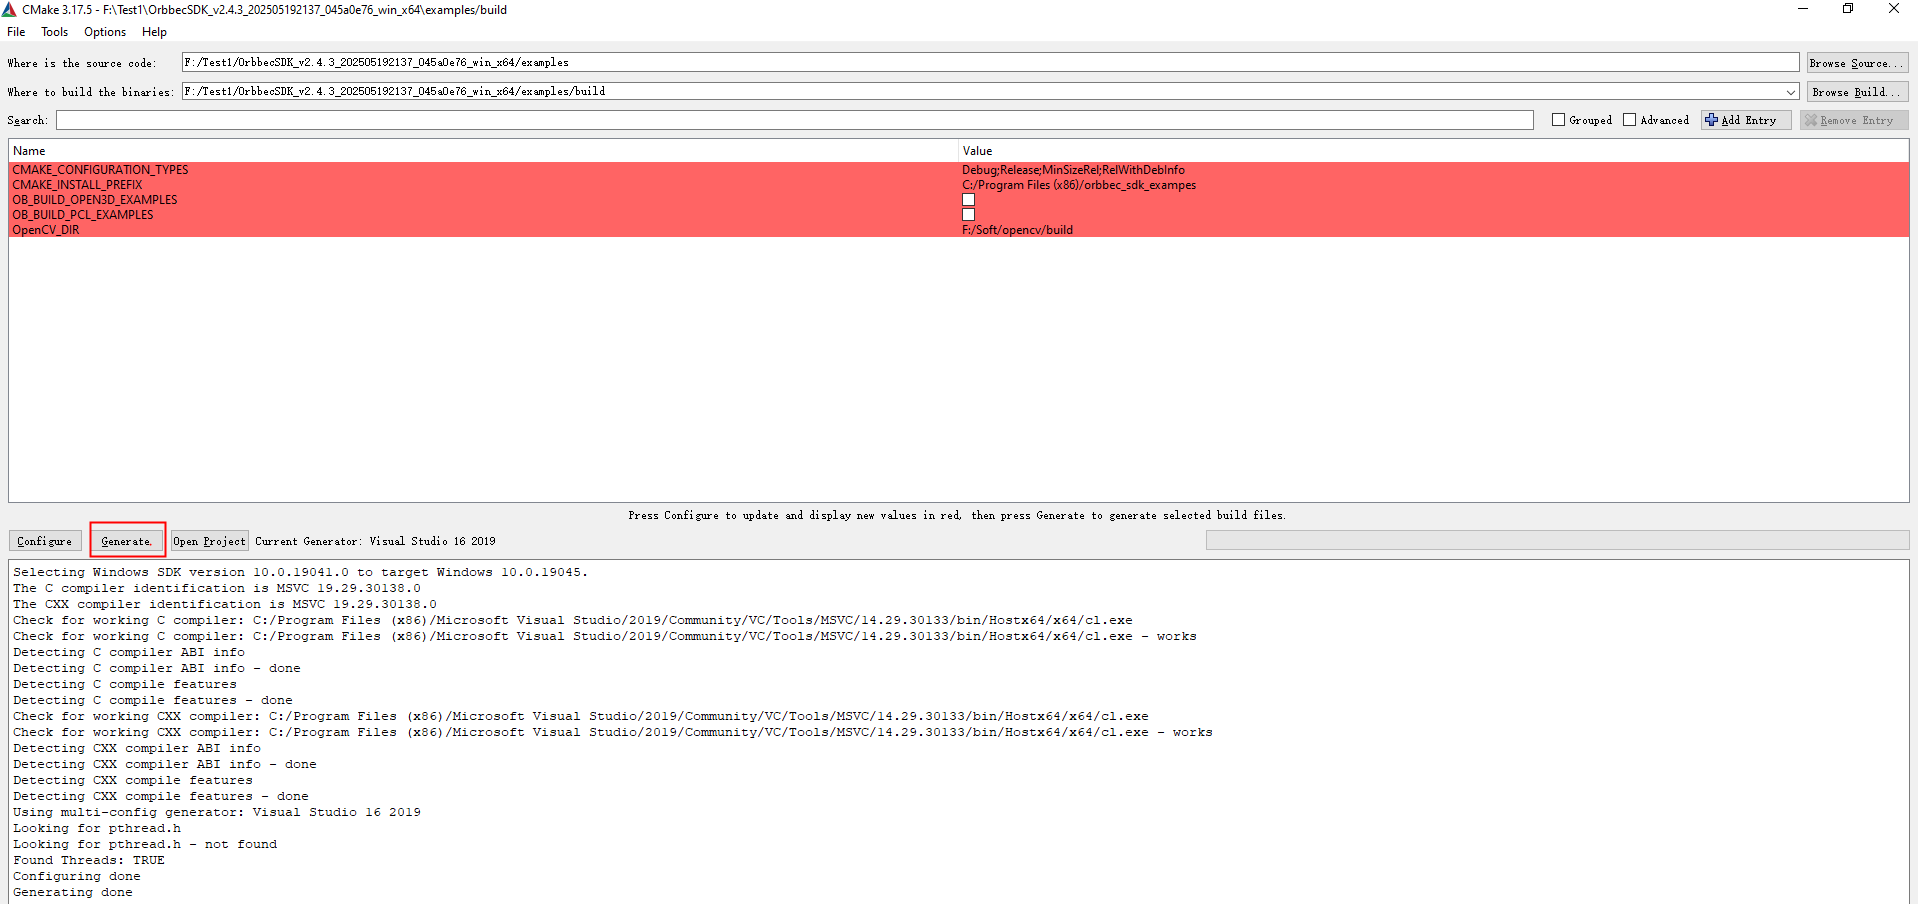 CMake 3.17.5 - F:\Test1\OrbbecSDK_v2.4.3_202505192137_045a0e76_win_x64\examples/build
File Tools Options Help
Where is the source code: F:/Test1/OrbbecSDK_v2.4.3_202505192137_045a0e76_win_x64/examples Browse Source...
Where to build the binaries: F:/Test1/OrbbecSDK_v2.4.3_202505192137_045a0e76_win_x64/examples/build Browse Build...
Search: Grouped Advanced Add Entry Remove Entry
Name Value
CMAKE_CONFIGURATION_TYPES Debug;Release;MinSizeRel;RelWithDebInfo
CMAKE_INSTALL_PREFIX C:/Program Files (x86)/orbbec_sdk_exampes
OB_BUILD_OPEN3D_EXAMPLES
OB_BUILD_PCL_EXAMPLES
OpenCV_DIR F:/Soft/opencv/build
Press Configure to update and display new values in red, then press Generate to generate selected build files.
Configure Generate Open Project Current Generator: Visual Studio 16 2019
Selecting Windows SDK version 10.0.19041.0 to target Windows 10.0.19045.
The C compiler identification is MSVC 19.29.30138.0
The CXX compiler identification is MSVC 19.29.30138.0
Check for working C compiler: C:/Program Files (x86)/Microsoft Visual Studio/2019/Community/VC/Tools/MSVC/14.29.30133/bin/Hostx64/x64/cl.exe
Check for working C compiler: C:/Program Files (x86)/Microsoft Visual Studio/2019/Community/VC/Tools/MSVC/14.29.30133/bin/Hostx64/x64/cl.exe - works
Detecting C compiler ABI info
Detecting C compiler ABI info - done
Detecting C compile features
Detecting C compile features - done
Check for working CXX compiler: C:/Program Files (x86)/Microsoft Visual Studio/2019/Community/VC/Tools/MSVC/14.29.30133/bin/Hostx64/x64/cl.exe
Check for working CXX compiler: C:/Program Files (x86)/Microsoft Visual Studio/2019/Community/VC/Tools/MSVC/14.29.30133/bin/Hostx64/x64/cl.exe - works
Detecting CXX compiler ABI info
Detecting CXX compiler ABI info - done
Detecting CXX compile features
Detecting CXX compile features - done
Using multi-config generator: Visual Studio 16 2019
Looking for pthread.h
Looking for pthread.h - not found
Found Threads: TRUE
Configuring done
Generating done